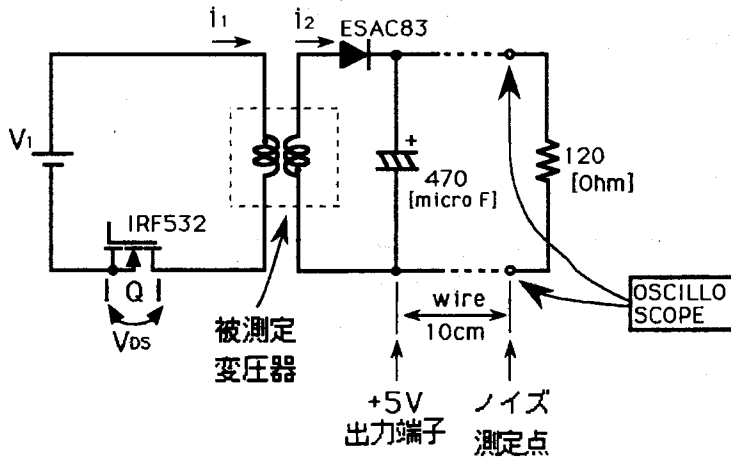 i1
i2
ESAC83
V1
+
470
[micro F]
120
[Ohm]
IRF532
Q
VDS
被測定
変圧器
wire
10cm
OSCILLO
SCOPE
+5V
出力端子
ノイズ
測定点